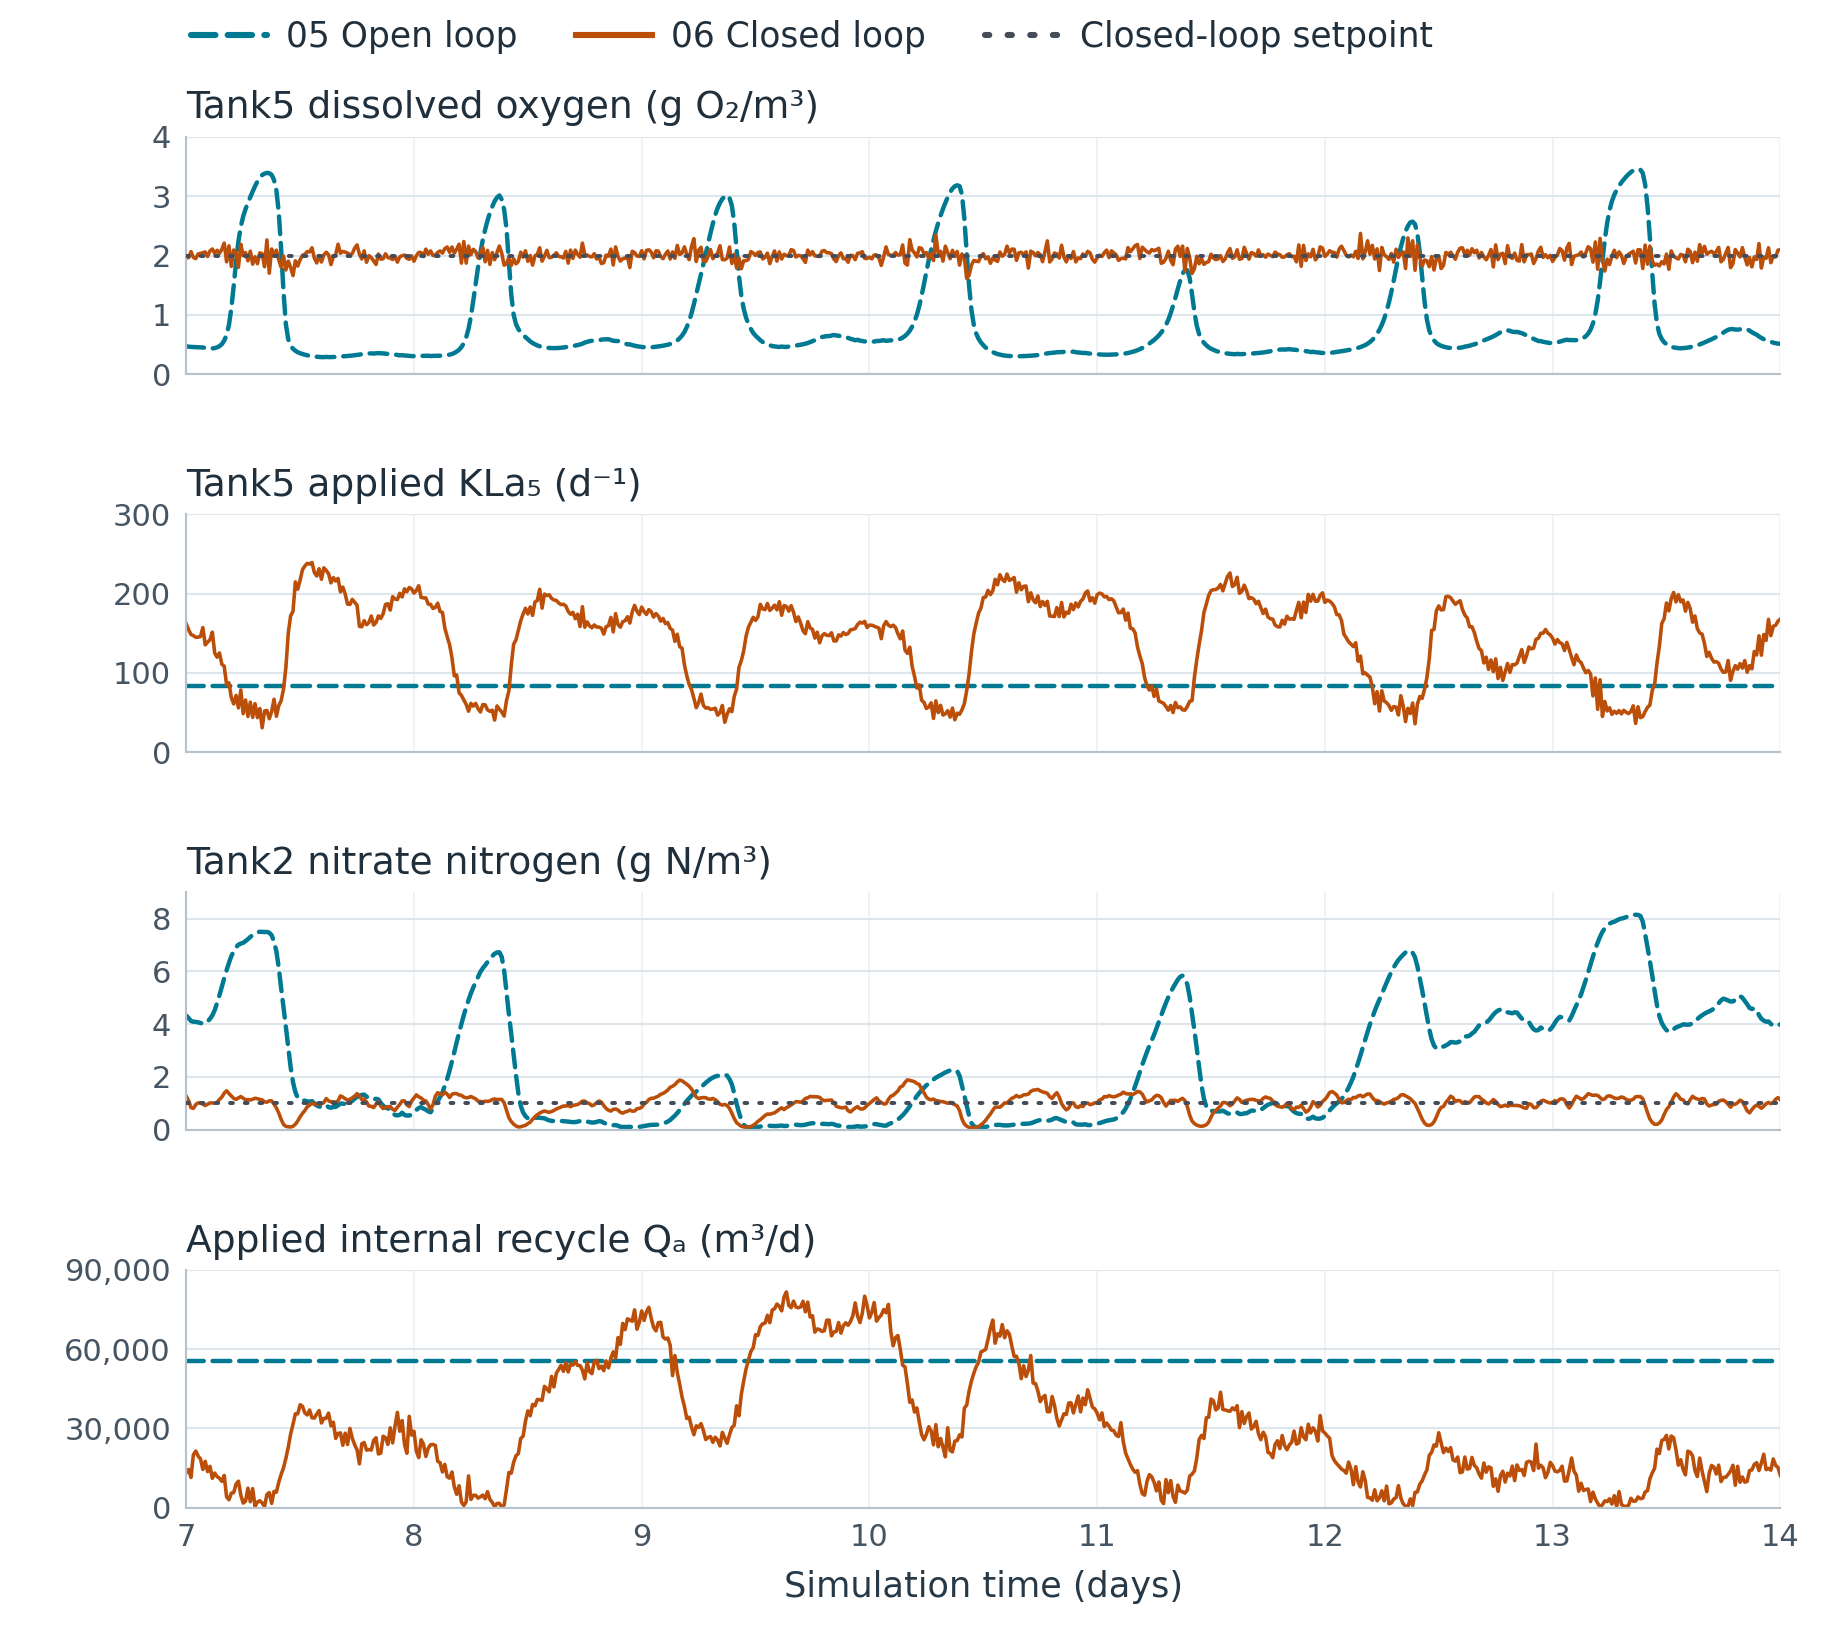 05 Open loop 06 Closed loop Closed-loop setpoint
Tank5 dissolved oxygen (g O₂/m³)
4
3
2
1
0
Tank5 applied KLa₅ (d⁻¹)
300
200
100
0
Tank2 nitrate nitrogen (g N/m³)
8
6
4
2
0
Applied internal recycle Qₐ (m³/d)
90,000
60,000
30,000
0
7 8 9 10 11 12 13 14
Simulation time (days)